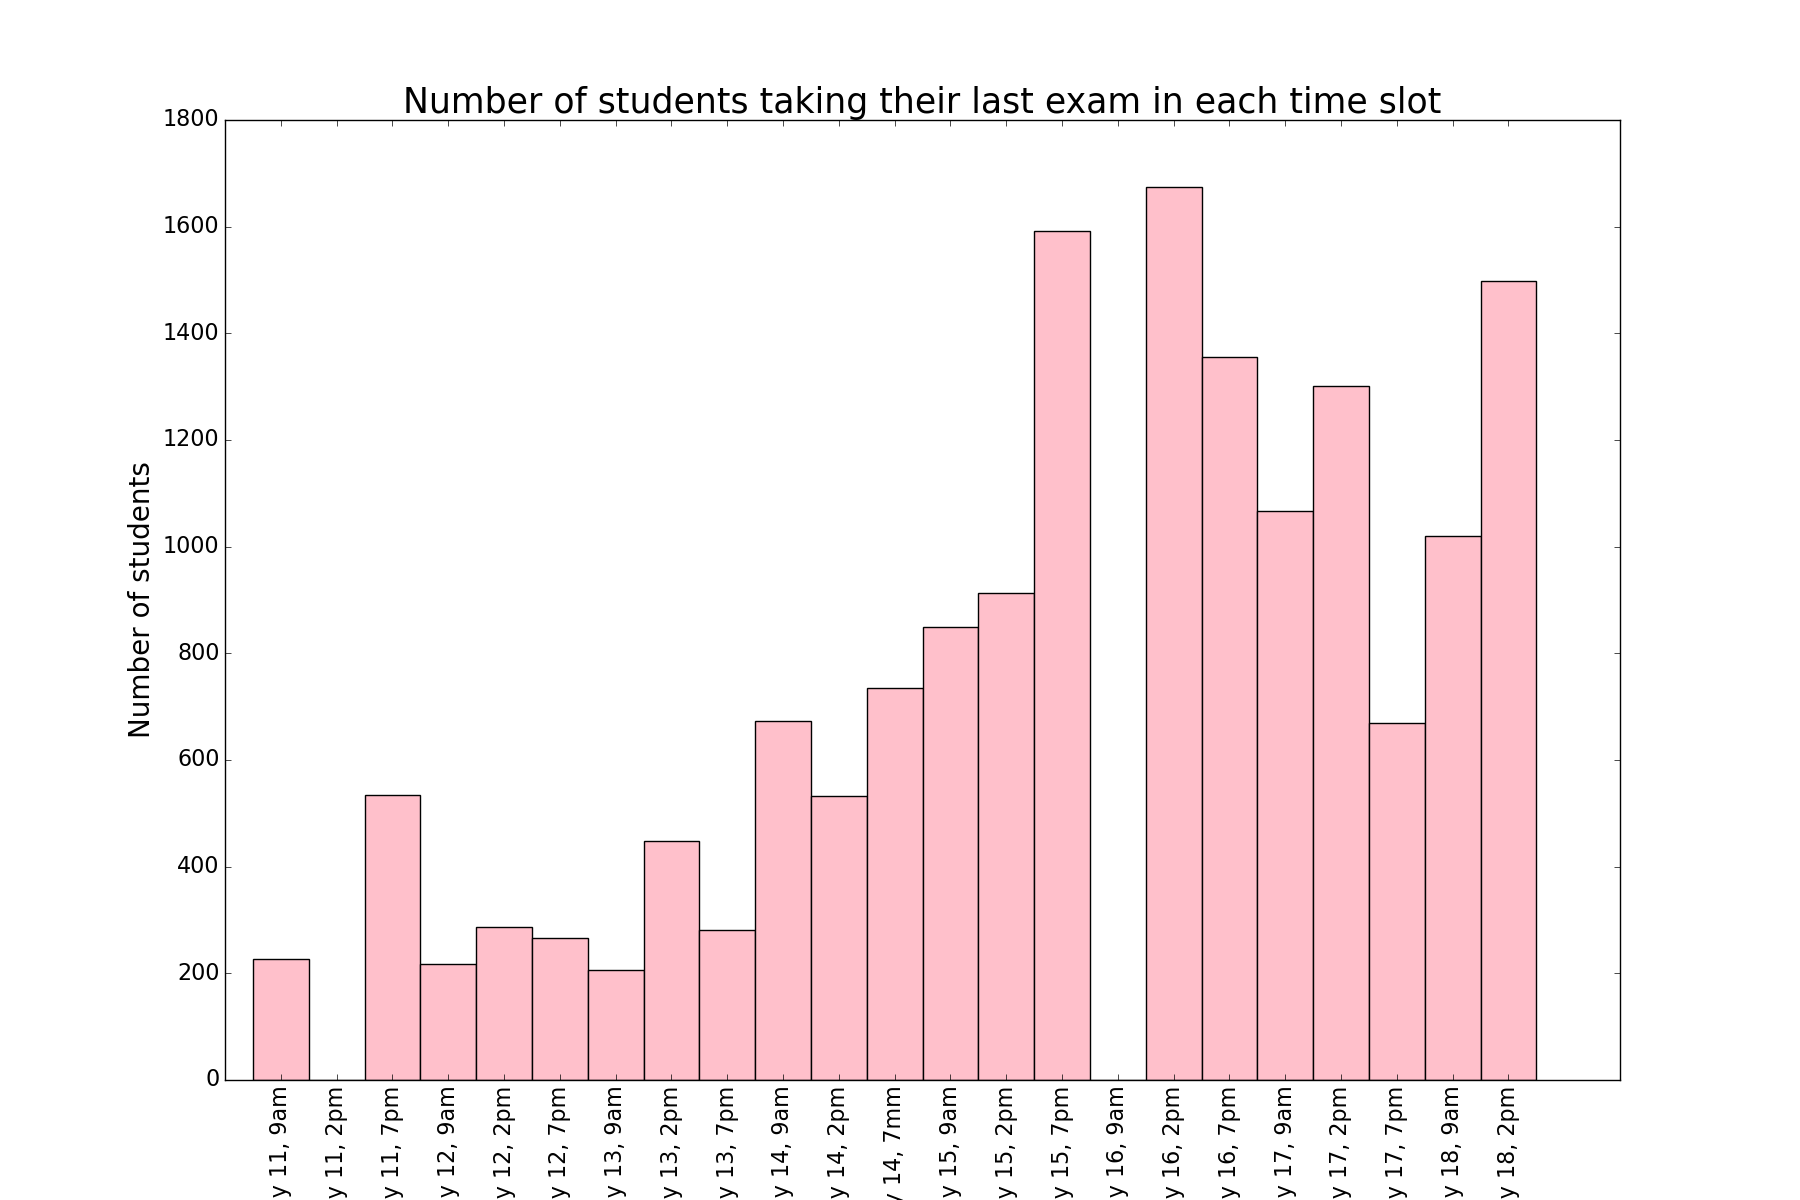 Number of students taking their last exam in each time slot
Number of students
1800
1600
1400
1200
1000
800
600
400
200
0
y 11, 9am
y 11, 2pm
y 11, 7pm
y 12, 9am
y 12, 2pm
y 12, 7pm
y 13, 9am
y 13, 2pm
y 13, 7pm
y 14, 9am
y 14, 2pm
y 14, 7mm
y 15, 9am
y 15, 2pm
y 15, 7pm
y 16, 9am
y 16, 2pm
y 16, 7pm
y 17, 9am
y 17, 2pm
y 17, 7pm
y 18, 9am
y 18, 2pm